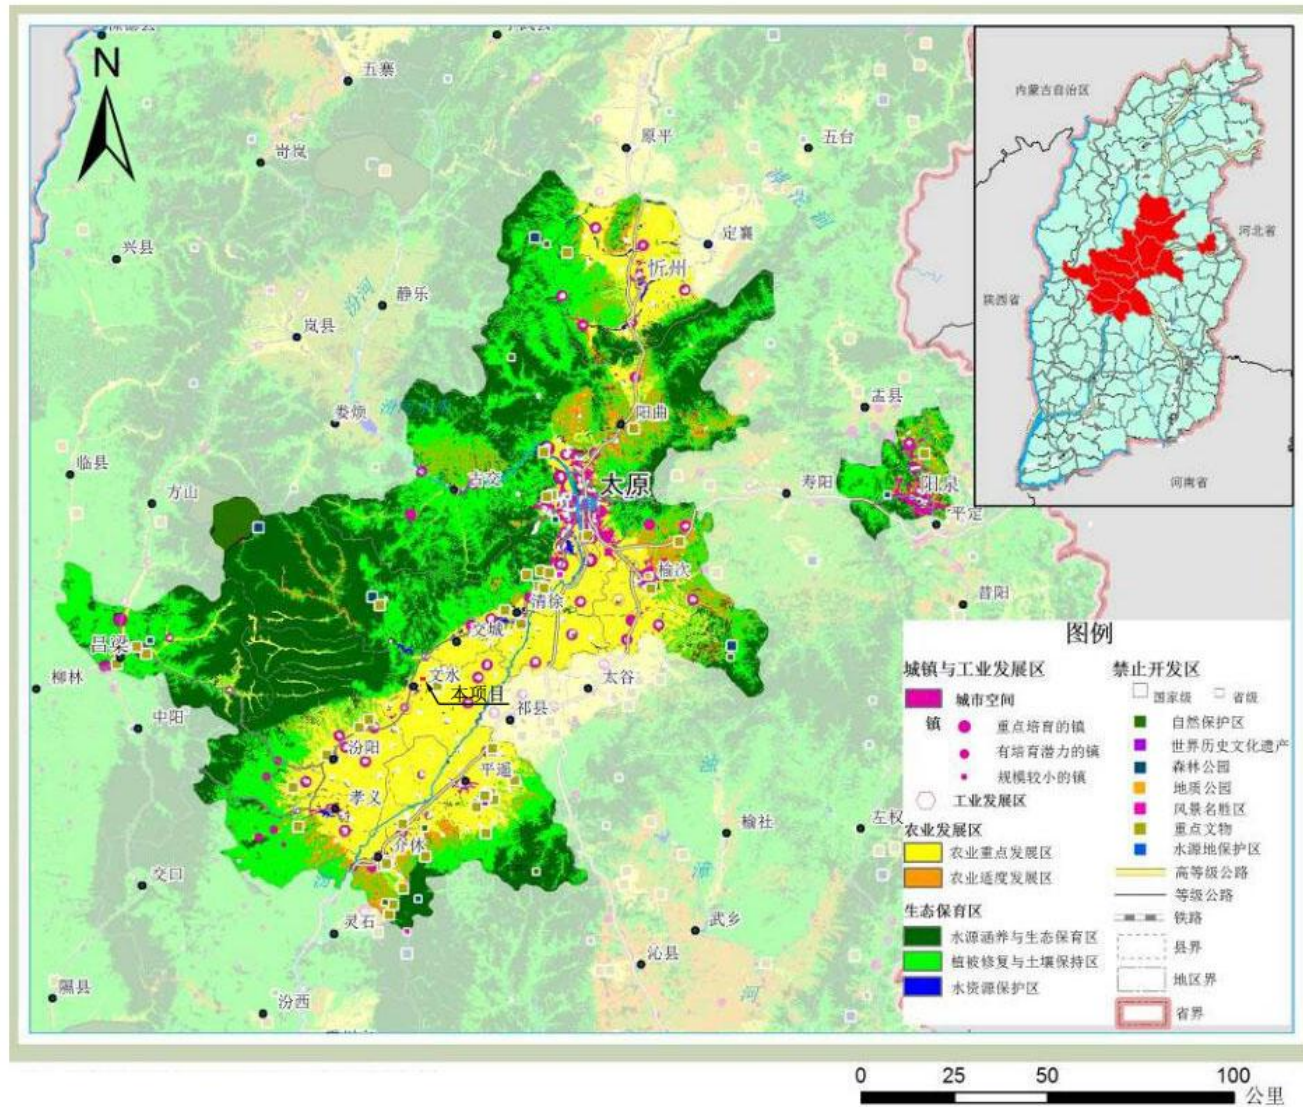 N
五寨
原平
五台
岢岚
兴县
定襄
忻州
静乐
岚县
汾河
娄烦
阳曲
盂县
临县
方山
古交
太原
寿阳
阳泉
平定
榆次
昔阳
清徐
交城
吕梁
柳林
文水
本项目
太谷
祁县
中阳
汾阳
平遥
孝义
介休
榆社
左权
交口
灵石
武乡
沁县
隰县
汾西
河
内蒙古自治区
河北省
陕西省
河南省
图例
城镇与工业发展区
城市空间
镇
重点培育的镇
有培育潜力的镇
规模较小的镇
工业发展区
农业发展区
农业重点发展区
农业适度发展区
生态保育区
水源涵养与生态保育区
植被修复与土壤保持区
水资源保护区
禁止开发区
国家级 省级
自然保护区
世界历史文化遗产
森林公园
地质公园
风景名胜区
重点文物
水源地保护区
高等级公路
等级公路
铁路
县界
地区界
省界
0 25 50 100
公里